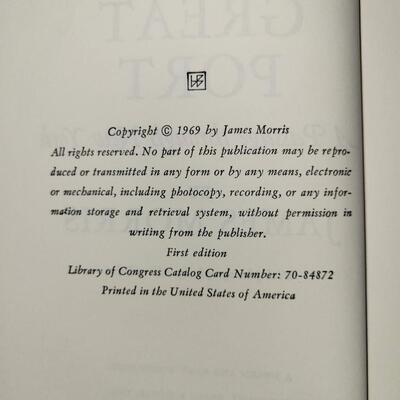 GREAT
PORT
HB
Copyright © 1969 by James Morris
All rights reserved. No part of this publication may be repro-
duced or transmitted in any form or by any means, electronic
or mechanical, including photocopy, recording, or any infor-
mation storage and retrieval system, without permission in
writing from the publisher.
First edition
Library of Congress Catalog Card Number: 70-84872
Printed in the United States of America